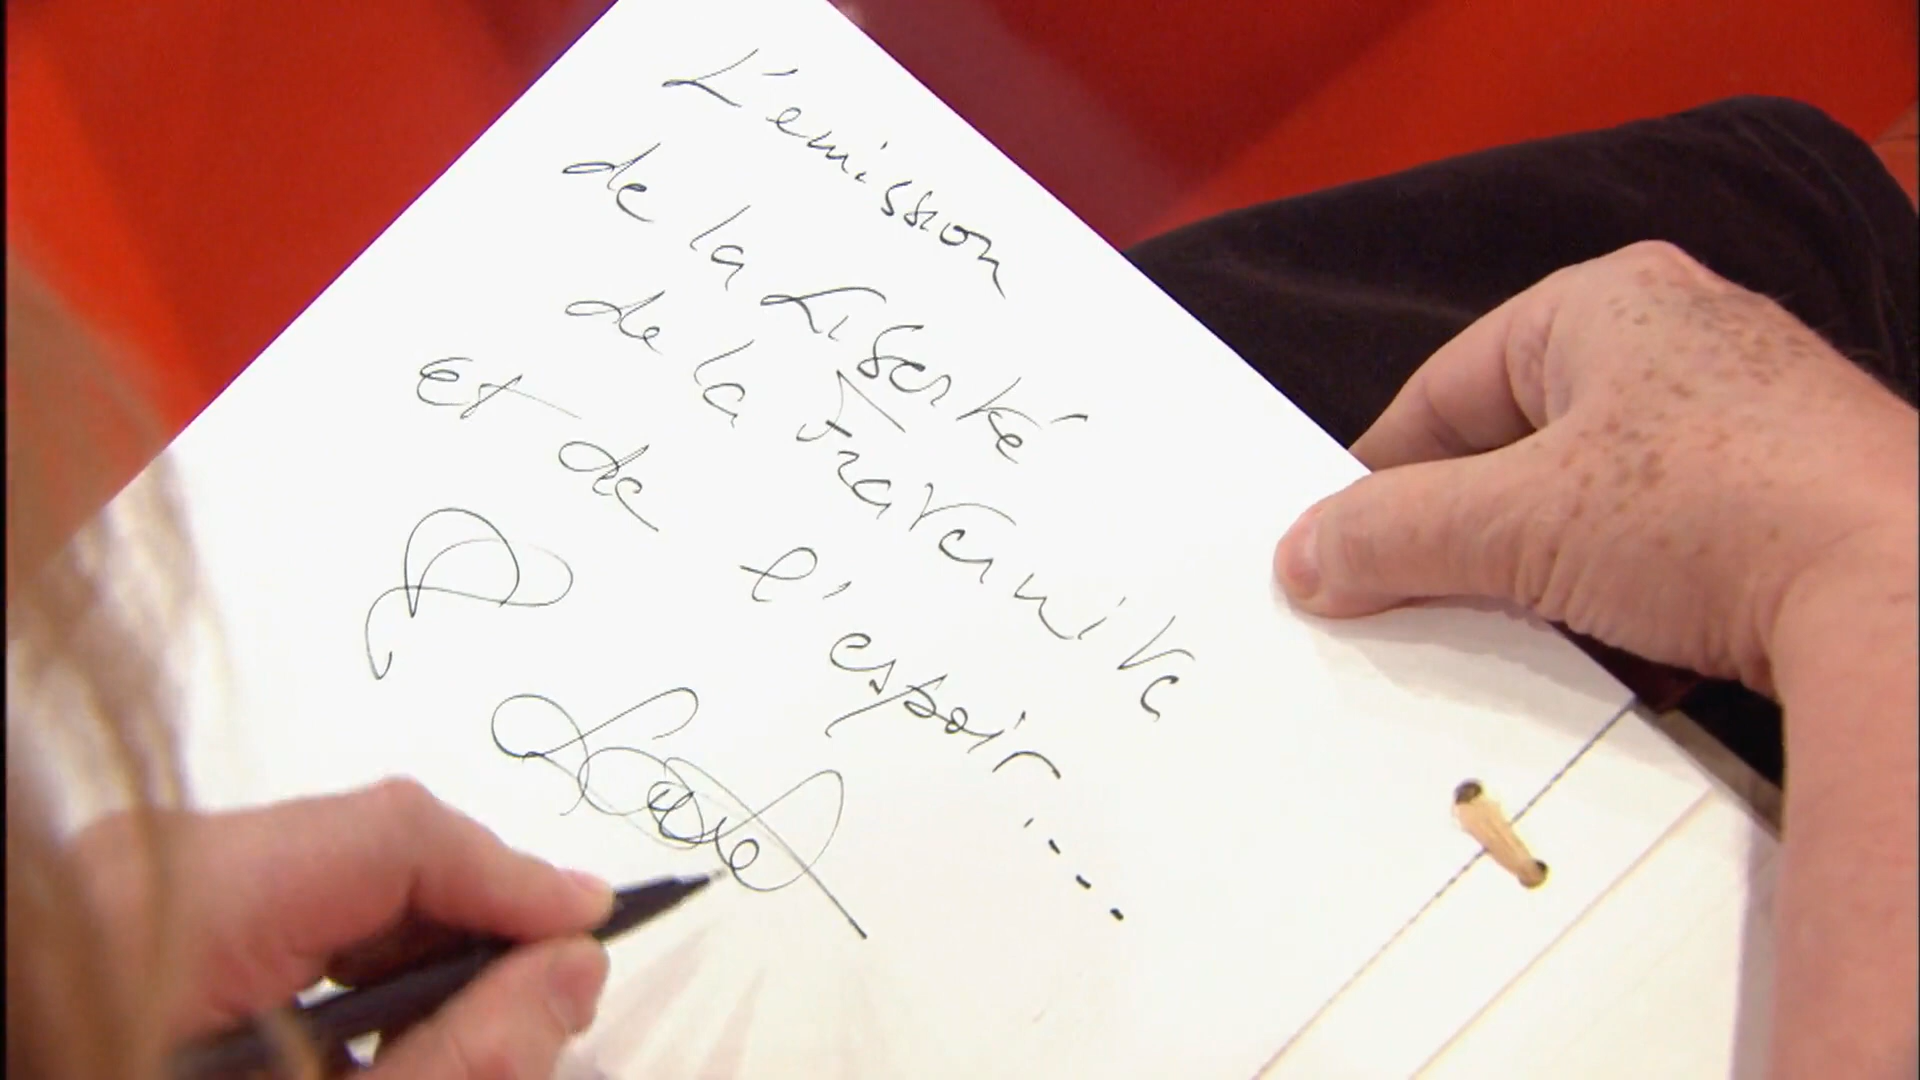 L'émission
de la Liberté
de la Fraternité
et de l'espoir....